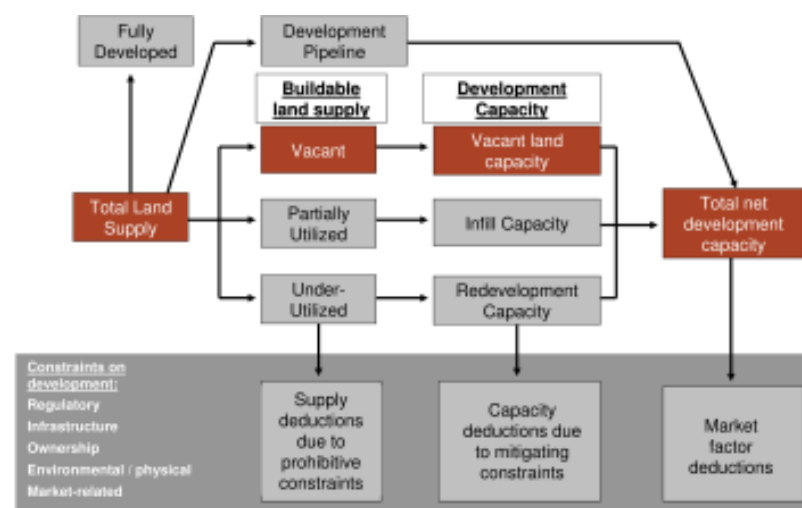 Fully
Developed
Development
Pipeline
Buildable
land supply
Development
Capacity
Vacant
Vacant land
capacity
Total Land
Supply
Partially
Utilized
Infill Capacity
Total net
development
capacity
Under-
Utilized
Redevelopment
Capacity
Constraints on
development:
Regulatory
Infrastructure
Ownership
Environmental / physical
Market-related
Supply
deductions
due to
prohibitive
constraints
Capacity
deductions due
to mitigating
constraints
Market
factor
deductions